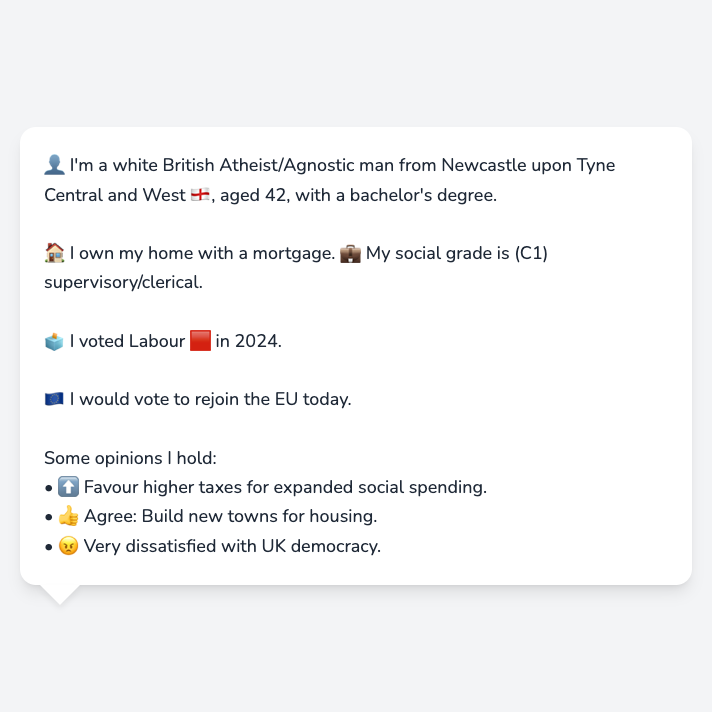 👤 I'm a white British Atheist/Agnostic man from Newcastle upon Tyne
Central and West 🏴󠁧󠁢󠁥󠁮󠁧󠁿, aged 42, with a bachelor's degree.
🏠 I own my home with a mortgage. 💼 My social grade is (C1)
supervisory/clerical.
🗳️ I voted Labour 🟥 in 2024.
🇪🇺 I would vote to rejoin the EU today.
Some opinions I hold:
• ⬆️ Favour higher taxes for expanded social spending.
• 👍 Agree: Build new towns for housing.
• 😠 Very dissatisfied with UK democracy.